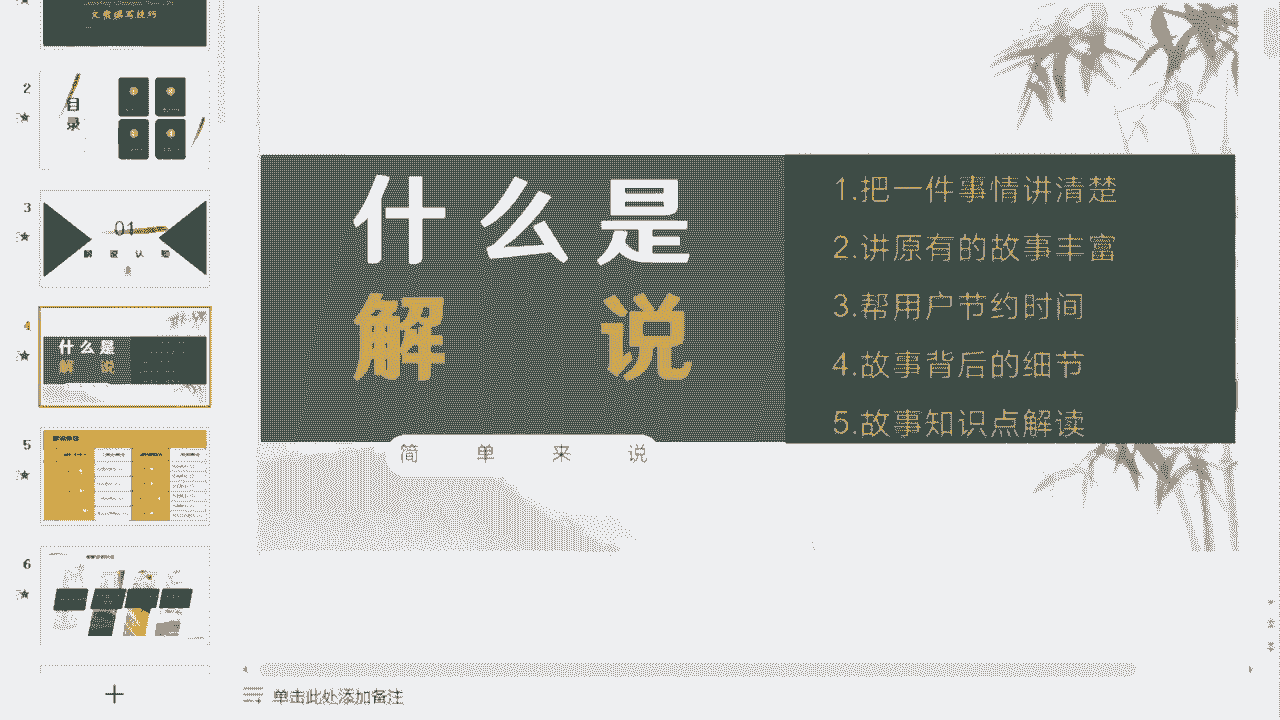 文案撰写技巧
2
目
录
3
01
解说认知
4
什么是
解说
5
6
什么是
解 说
简 单 来 说
1.把一件事情讲清楚
2.讲原有的故事丰富
3.帮用户节约时间
4.故事背后的细节
5.故事知识点解读
单击此处添加备注